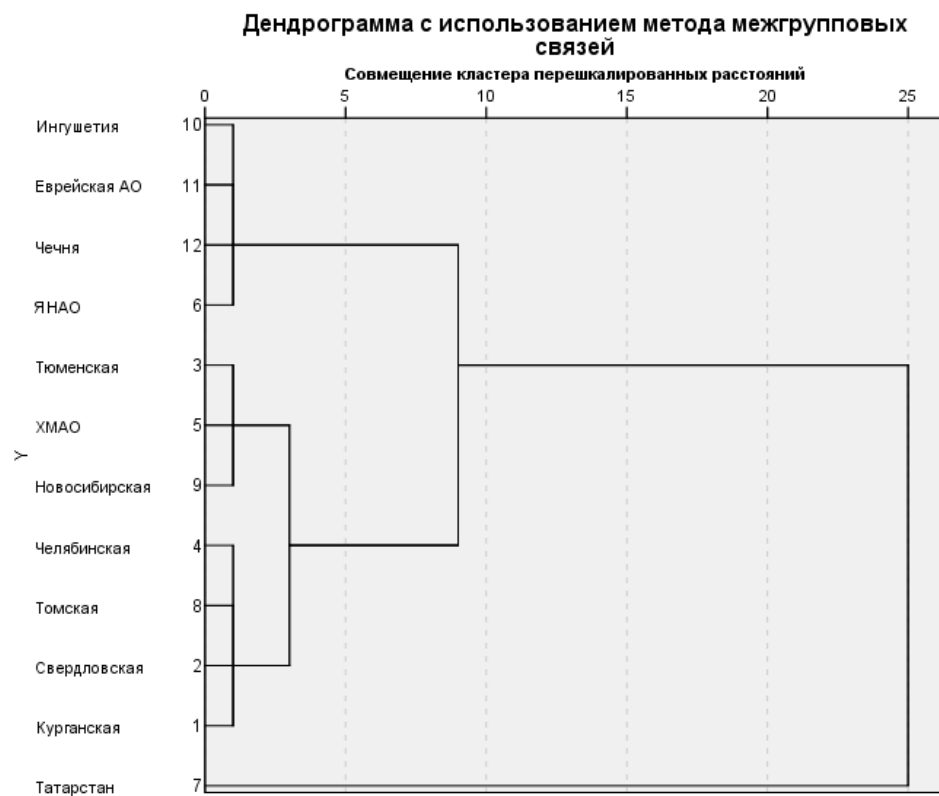 Дендрограмма с использованием метода межгрупповых
связей
Совмещение кластера перешкалированных расстояний
0 5 10 15 20 25
Ингушетия 10
Еврейская АО 11
Чечня 12
ЯНАО 6
Тюменская 3
ХМАО 5
Y
Новосибирская 9
Челябинская 4
Томская 8
Свердловская 2
Курганская 1
Татарстан 7